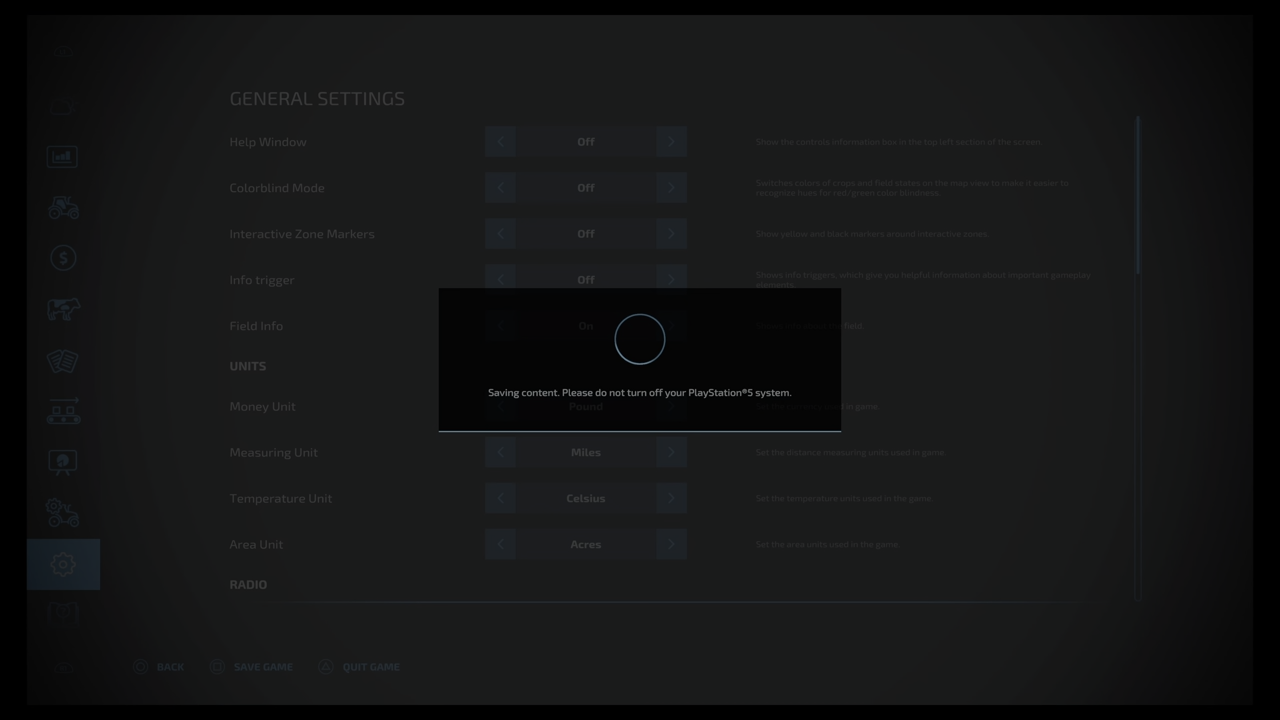 GENERAL SETTINGS
Help Window
Off
Show the controls information box in the top left section of the screen.
Colorblind Mode
Off
Switches colors of crops and field states on the map view to make it easier to
recognize lines for red/green color blindness.
Interactive Zone Markers
Off
Show yellow and black markers around interactive zones.
Info trigger
Off
Shows info triggers, which give you helpful information about important gameplay
elements.
Field Info
On
field.
Saving content. Please do not turn off your PlayStation®5 system.
UNITS
Money Unit
Pound
in game.
Measuring Unit
Miles
Set the distance measuring units used in game.
Temperature Unit
Celsius
Set the temperature units used in the game.
Area Unit
Acres
Set the area units used in the game.
RADIO
BACK
SAVE GAME
QUIT GAME